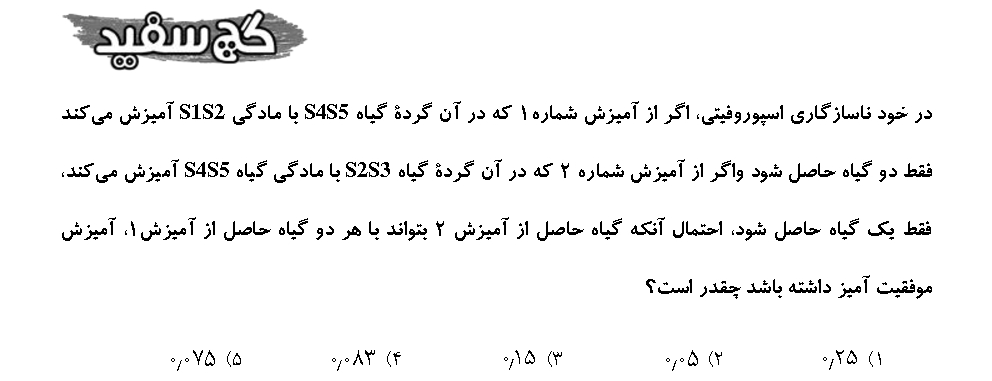 گچ سفید
در خود ناسازگاری اسپوروفیتی، اگر از آمیزش شماره ۱ که در آن گردهٔ گیاه S4S5 با مادگی S1S2 آمیزش می‌کند
فقط دو گیاه حاصل شود واگر از آمیزش شماره ۲ که در آن گردهٔ گیاه S2S3 با مادگی گیاه S4S5 آمیزش می‌کند،
فقط یک گیاه حاصل شود، احتمال آنکه گیاه حاصل از آمیزش ۲ بتواند با هر دو گیاه حاصل از آمیزش۱، آمیزش
موفقیت آمیز داشته باشد چقدر است؟
۱) ۰٫۲۵ ۲) ۰٫۰۵ ۳) ۰٫۱۵ ۴) ۰٫۰۸۳ ۵) ۰٫۰۷۵